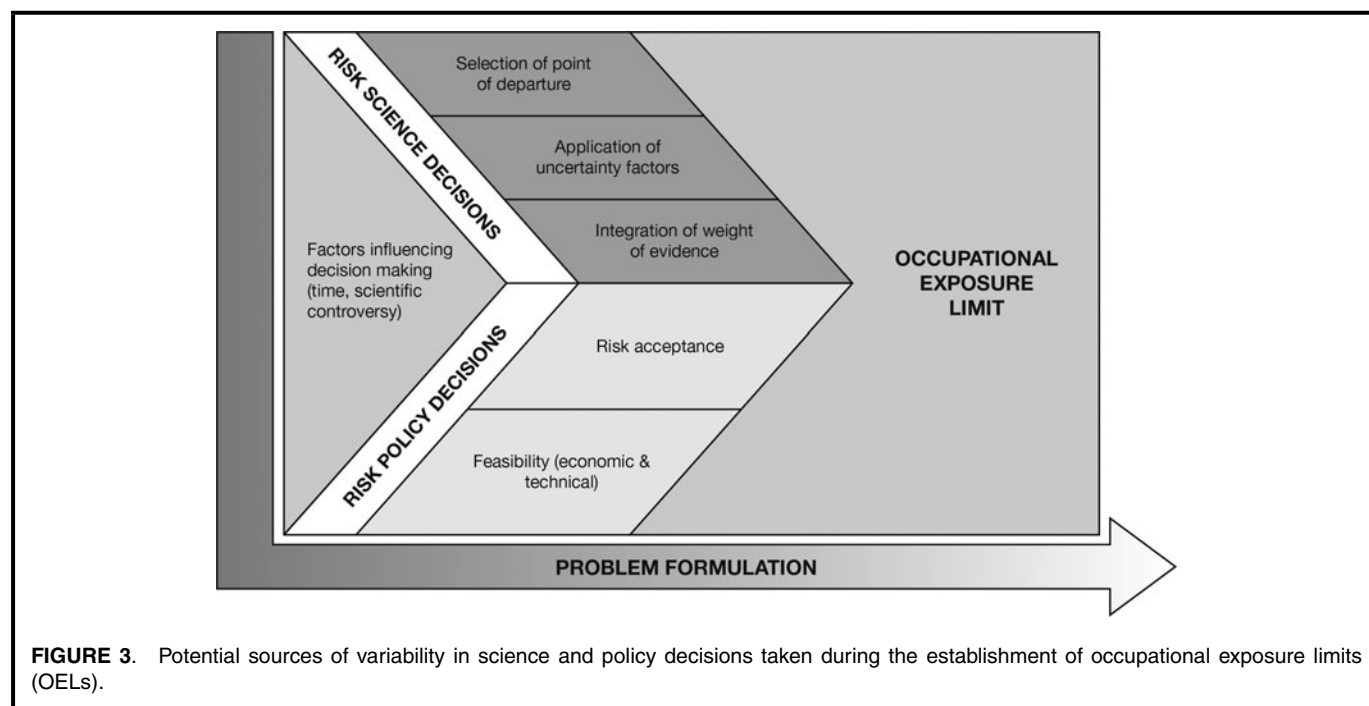 RISK SCIENCE DECISIONS
Selection of point
of departure
Application of
uncertainty factors
Integration of weight
of evidence
Factors influencing
decision making
(time, scientific
controversy)
OCCUPATIONAL
EXPOSURE
LIMIT
RISK POLICY DECISIONS
Risk acceptance
Feasibility (economic &
technical)
PROBLEM FORMULATION
FIGURE 3. Potential sources of variability in science and policy decisions taken during the establishment of occupational exposure limits
(OELs).